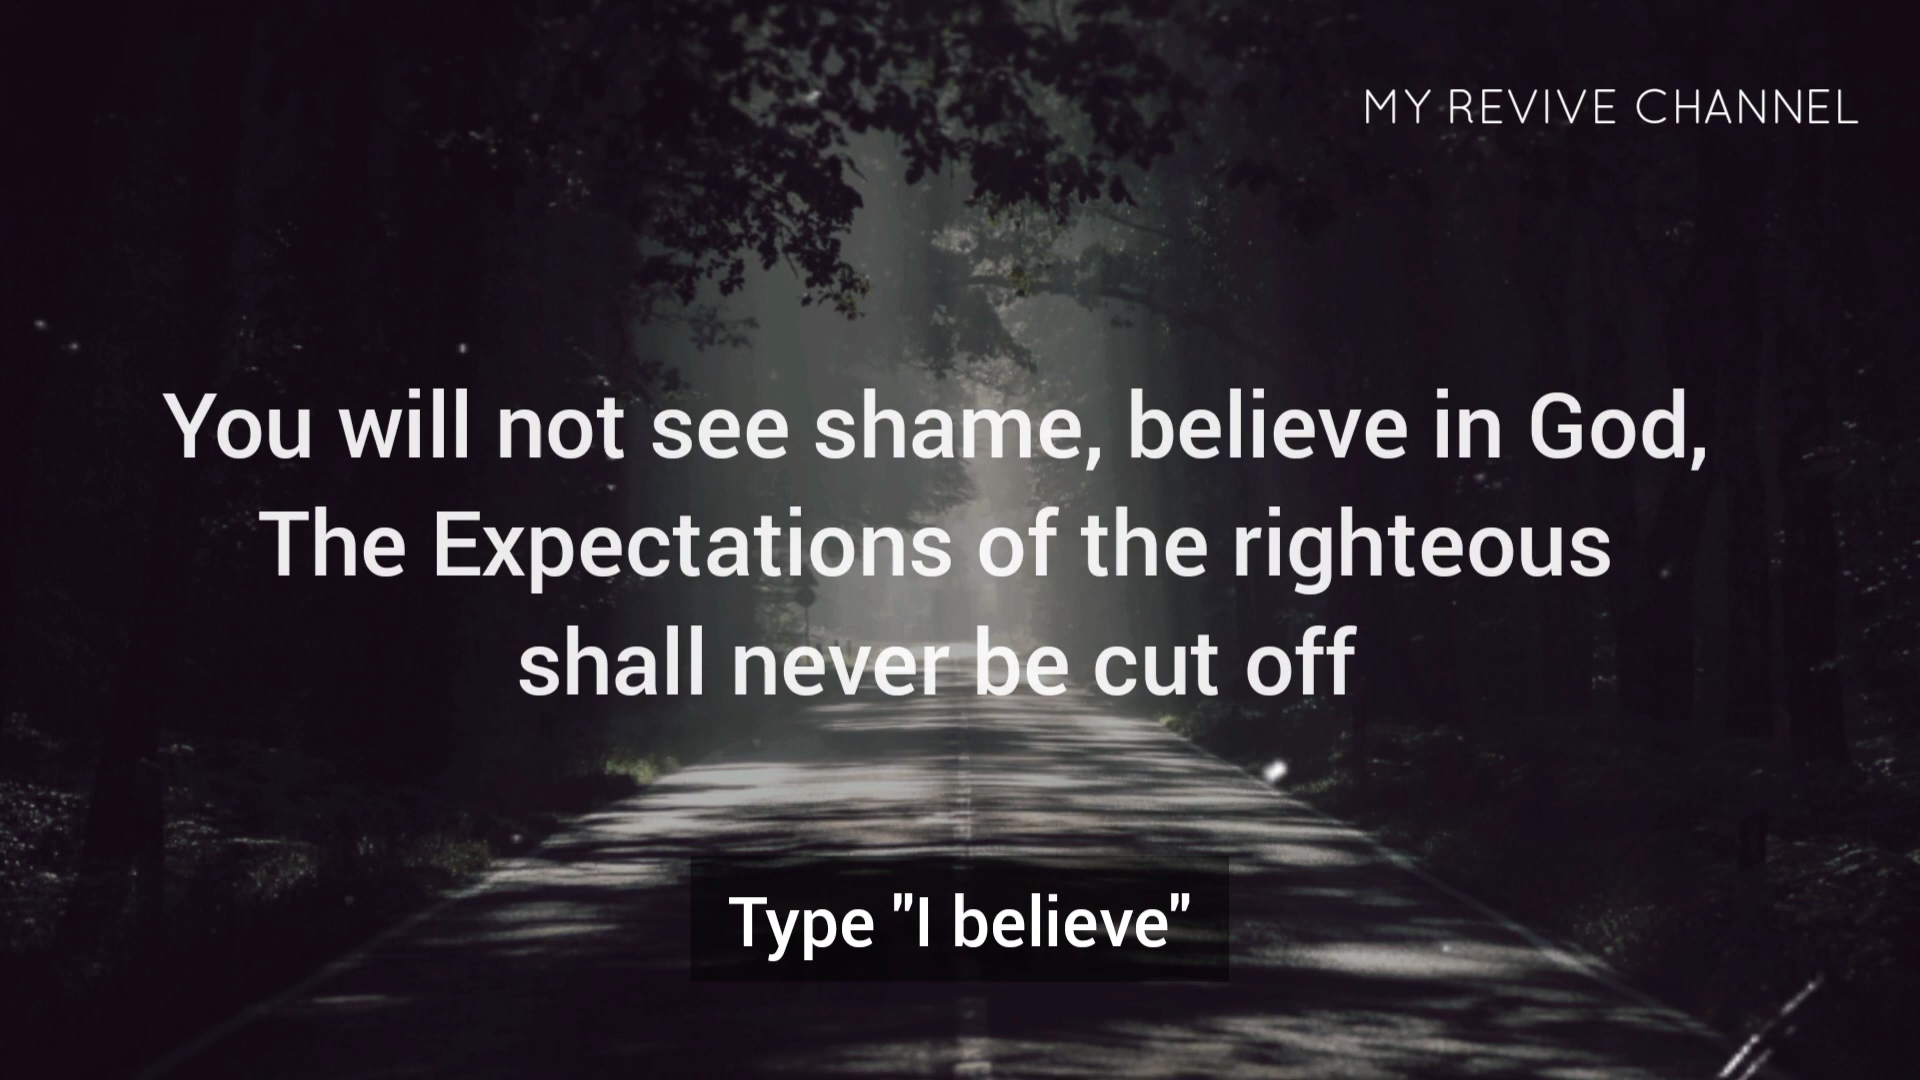 MY REVIVE CHANNEL
You will not see shame, believe in God,
The Expectations of the righteous
shall never be cut off
Type "I believe"